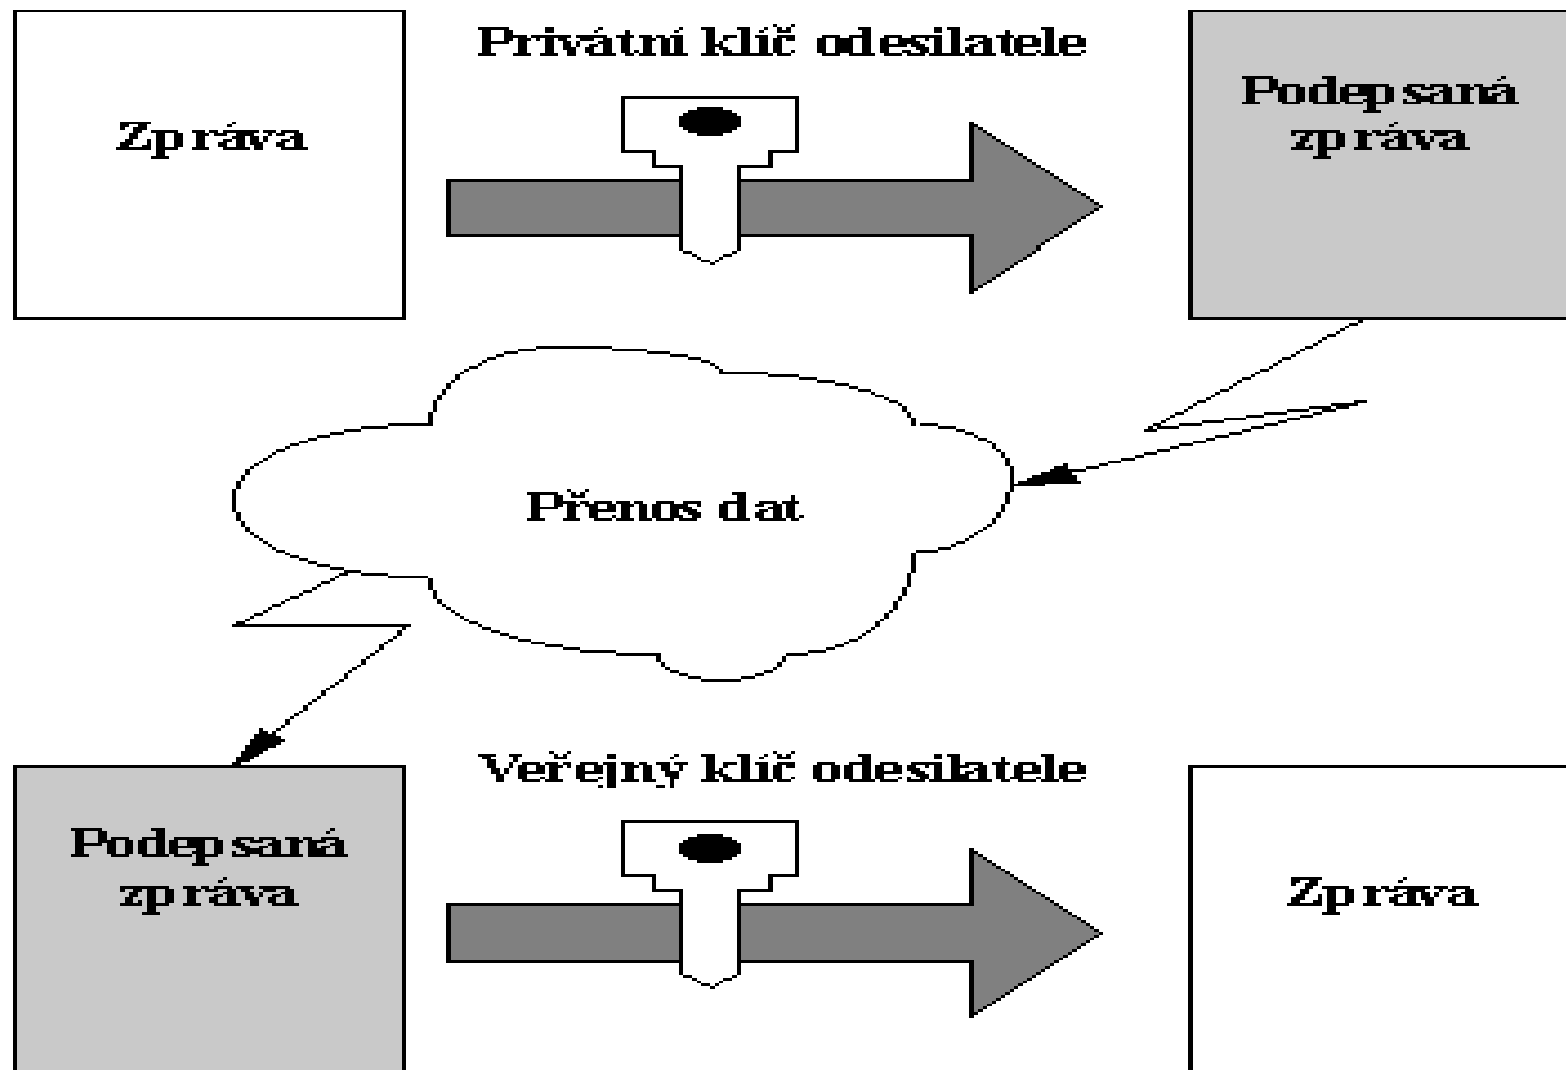 Privátní klíč odesilatele
Zpráva
Podepsaná
zpráva
Přenos dat
Veřejný klíč odesilatele
Podepsaná
zpráva
Zpráva